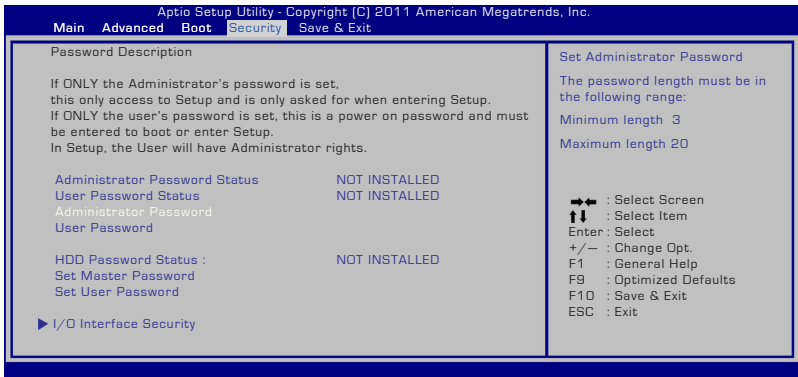 Aptio Setup Utility - Copyright (C) 2011 American Megatrends, Inc.
Main Advanced Boot Security Save & Exit
Password Description
If ONLY the Administrator's password is set,
this only access to Setup and is only asked for when entering Setup.
If ONLY the user's password is set, this is a power on password and must
be entered to boot or enter Setup.
In Setup, the User will have Administrator rights.
Administrator Password Status NOT INSTALLED
User Password Status NOT INSTALLED
Administrator Password
User Password
HDD Password Status : NOT INSTALLED
Set Master Password
Set User Password
I/O Interface Security
Set Administrator Password
The password length must be in
the following range:
Minimum length 3
Maximum length 20
→← : Select Screen
↑↓ : Select Item
Enter : Select
+/— : Change Opt.
F1 : General Help
F9 : Optimized Defaults
F10 : Save & Exit
ESC : Exit